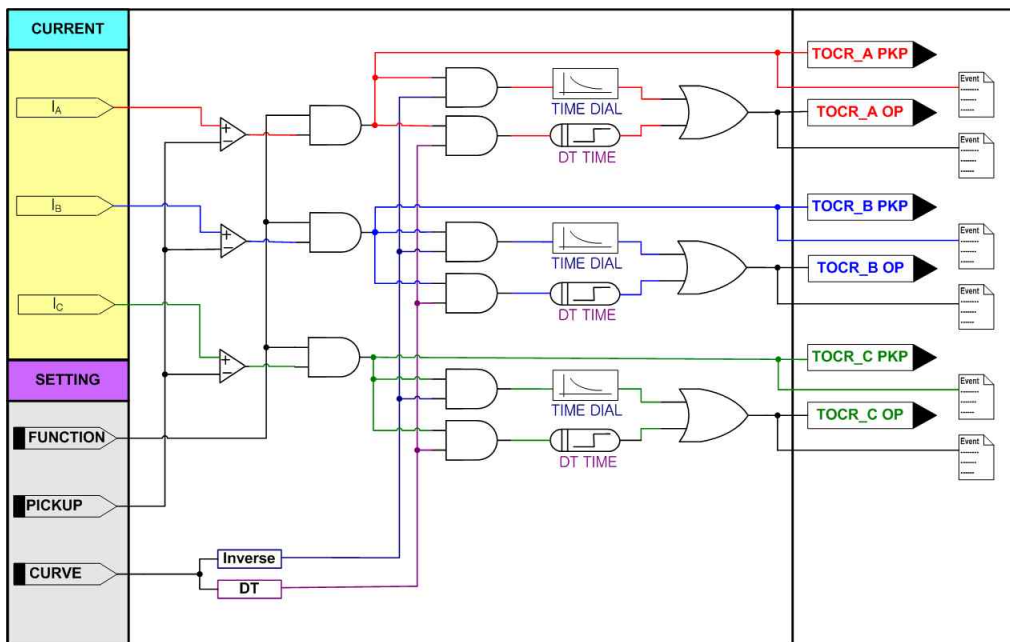 CURRENT
I_A
I_B
I_C
SETTING
FUNCTION
PICKUP
CURVE
+
−
+
−
+
−
Inverse
DT
TIME DIAL
DT TIME
TIME DIAL
DT TIME
TIME DIAL
DT TIME
TOCR_A PKP
Event
TOCR_A OP
Event
TOCR_B PKP
Event
TOCR_B OP
Event
TOCR_C PKP
Event
TOCR_C OP
Event